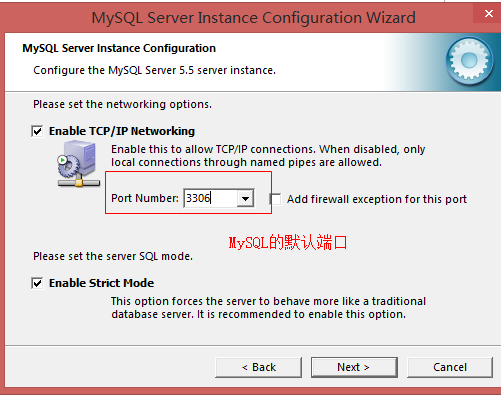 MySQL Server Instance Configuration Wizard
MySQL Server Instance Configuration
Configure the MySQL Server 5.5 server instance.
Please set the networking options.
Enable TCP/IP Networking
Enable this to allow TCP/IP connections. When disabled, only
local connections through named pipes are allowed.
Port Number: 3306 Add firewall exception for this port
MySQL的默认端口
Please set the server SQL mode.
Enable Strict Mode
This option forces the server to behave more like a traditional
database server. It is recommended to enable this option.
< Back Next > Cancel